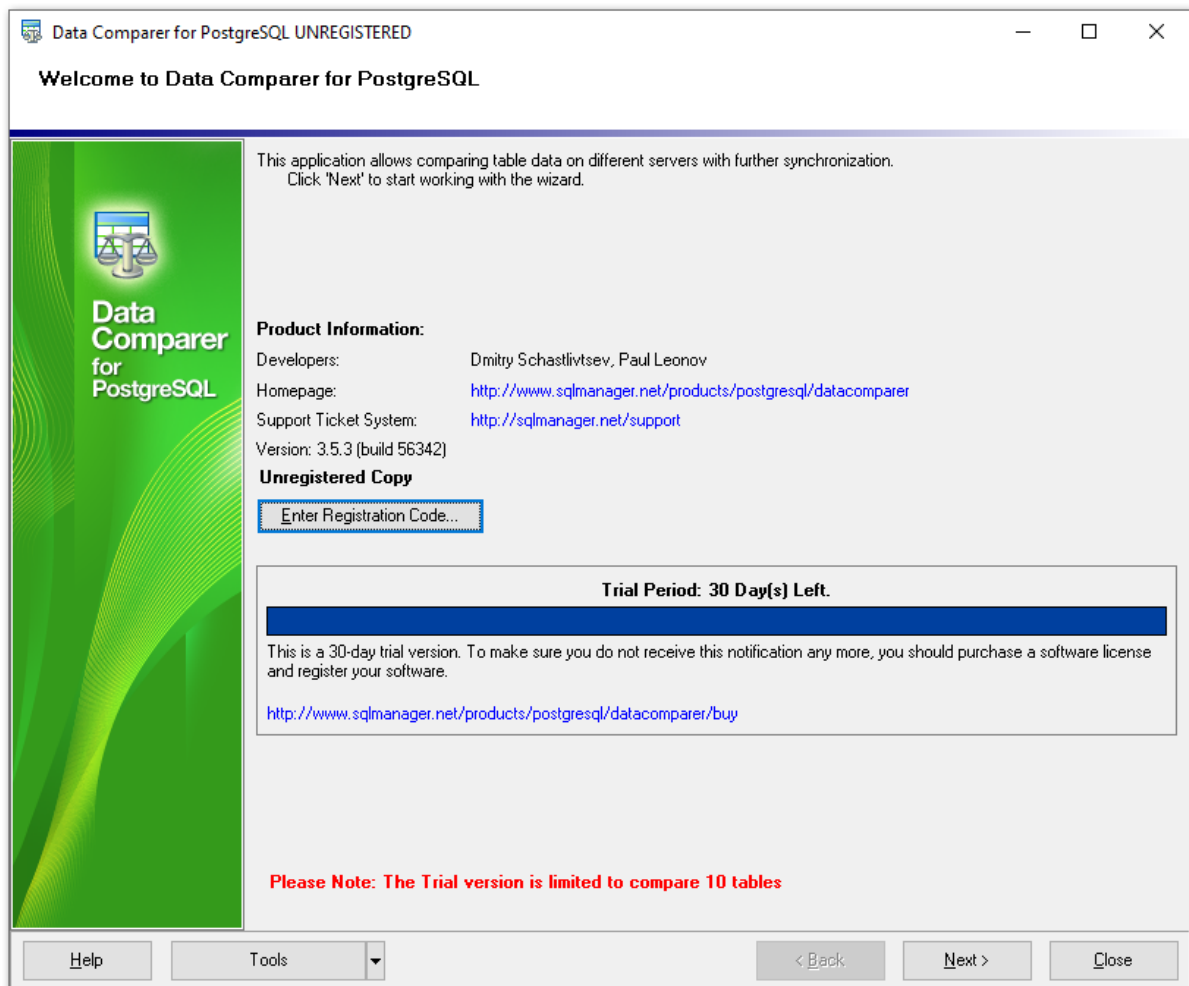 Data Comparer for PostgreSQL UNREGISTERED
Welcome to Data Comparer for PostgreSQL
This application allows comparing table data on different servers with further synchronization.
Click 'Next' to start working with the wizard.
Data
Comparer
for
PostgreSQL
Product Information:
Developers: Dmitry Schastlivtsev, Paul Leonov
Homepage: http://www.sqlmanager.net/products/postgresql/datacomparer
Support Ticket System: http://sqlmanager.net/support
Version: 3.5.3 (build 56342)
Unregistered Copy
Enter Registration Code...
Trial Period: 30 Day(s) Left.
This is a 30-day trial version. To make sure you do not receive this notification any more, you should purchase a software license
and register your software.
http://www.sqlmanager.net/products/postgresql/datacomparer/buy
Please Note: The Trial version is limited to compare 10 tables
Help Tools < Back Next > Close